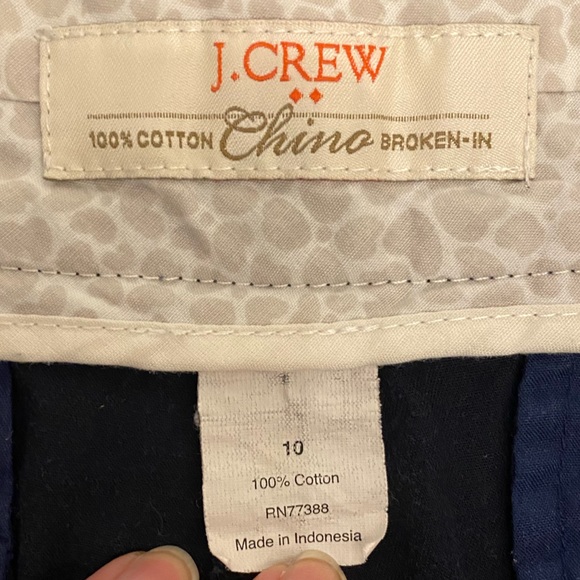 J.CREW
100% COTTON Chino BROKEN-IN
10
100% Cotton
RN77388
Made in Indonesia